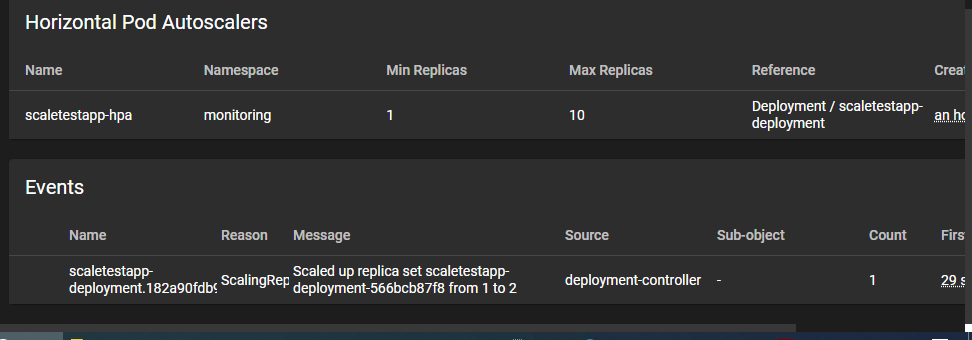 Horizontal Pod Autoscalers
Name Namespace Min Replicas Max Replicas Reference Creat
scaletestapp-hpa monitoring 1 10 Deployment / scaletestapp-
deployment an ho
Events
Name Reason Message Source Sub-object Count First
scaletestapp- ScalingRep Scaled up replica set scaletestapp- deployment-controller - 1 29 s
deployment.182a90fdb9 deployment-566bcb87f8 from 1 to 2